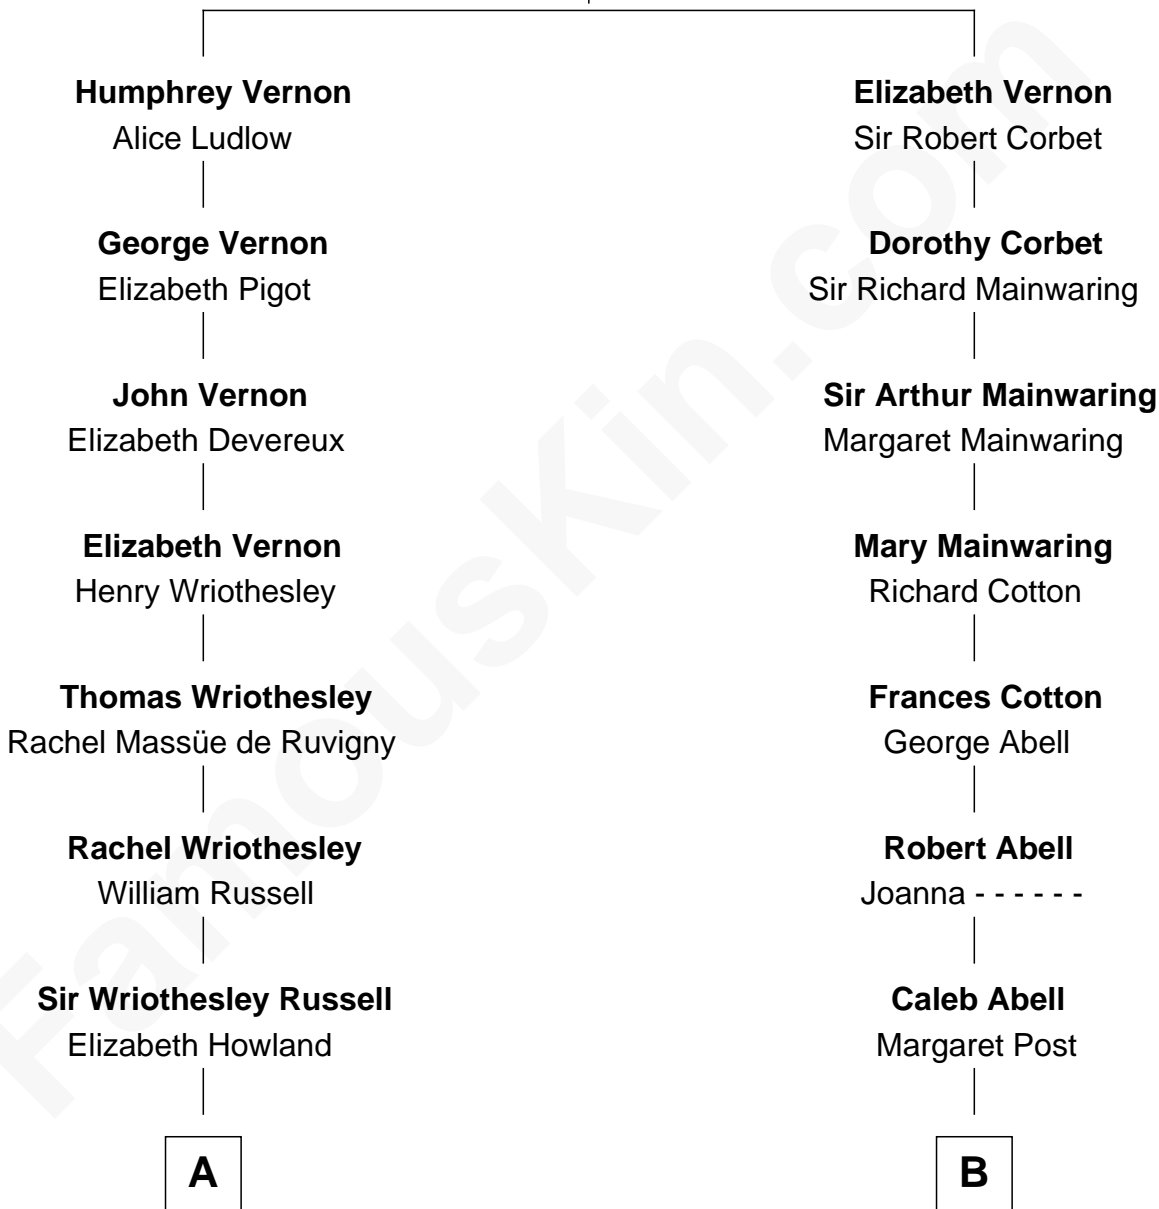 Humphrey Vernon
Alice Ludlow
George Vernon
Elizabeth Pigot
John Vernon
Elizabeth Devereux
Elizabeth Vernon
Henry Wriothesley
Thomas Wriothesley
Rachel Massüe de Ruvigny
Rachel Wriothesley
William Russell
Sir Wriothesley Russell
Elizabeth Howland
A
Elizabeth Vernon
Sir Robert Corbet
Dorothy Corbet
Sir Richard Mainwaring
Sir Arthur Mainwaring
Margaret Mainwaring
Mary Mainwaring
Richard Cotton
Frances Cotton
George Abell
Robert Abell
Joanna - - - - - -
Caleb Abell
Margaret Post
B
FamousKin.com